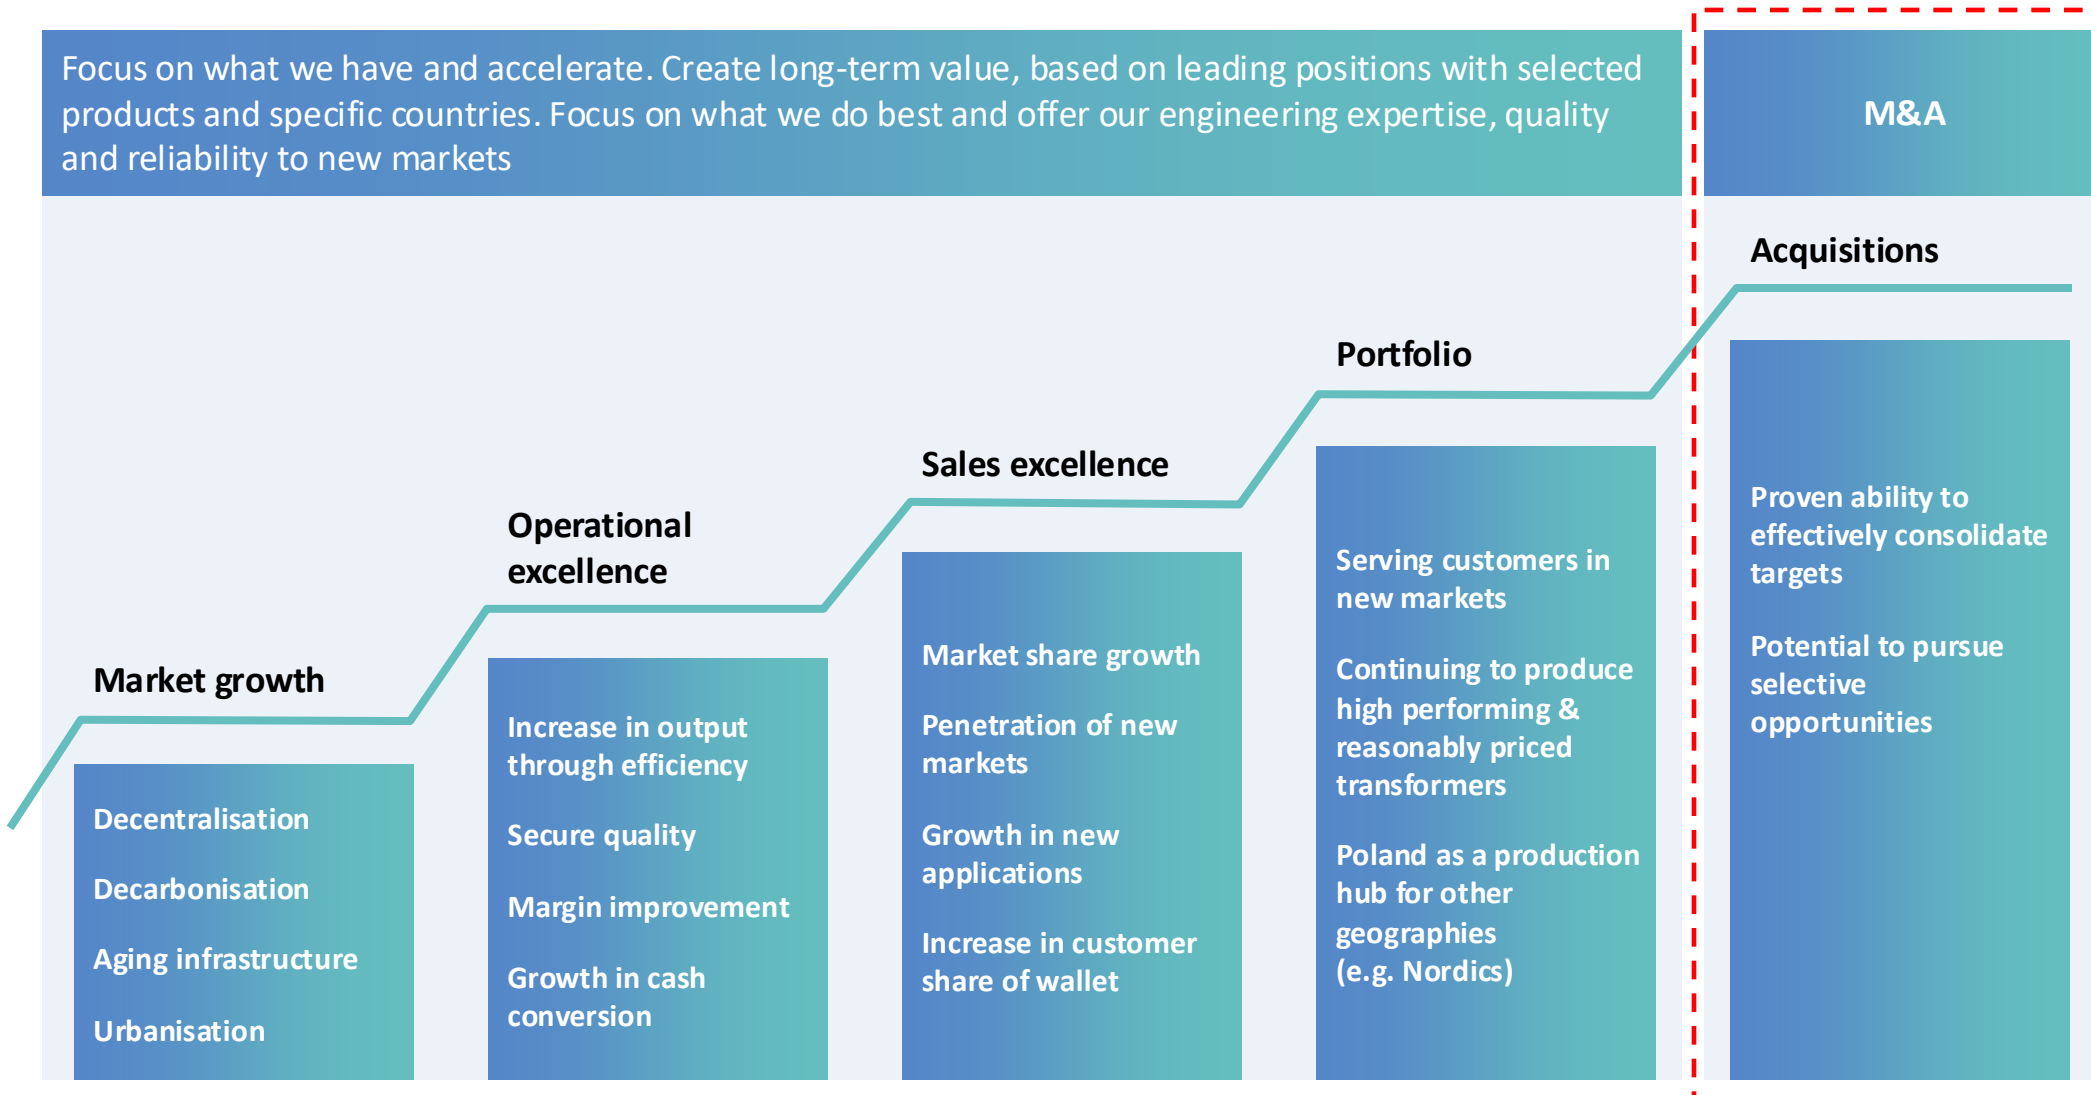 Focus on what we have and accelerate. Create long-term value, based on leading positions with selected
products and specific countries. Focus on what we do best and offer our engineering expertise, quality
and reliability to new markets
M&A
Market growth
Decentralisation
Decarbonisation
Aging infrastructure
Urbanisation
Operational
excellence
Increase in output
through efficiency
Secure quality
Margin improvement
Growth in cash
conversion
Sales excellence
Market share growth
Penetration of new
markets
Growth in new
applications
Increase in customer
share of wallet
Portfolio
Serving customers in
new markets
Continuing to produce
high performing &
reasonably priced
transformers
Poland as a production
hub for other
geographies
(e.g. Nordics)
Acquisitions
Proven ability to
effectively consolidate
targets
Potential to pursue
selective
opportunities